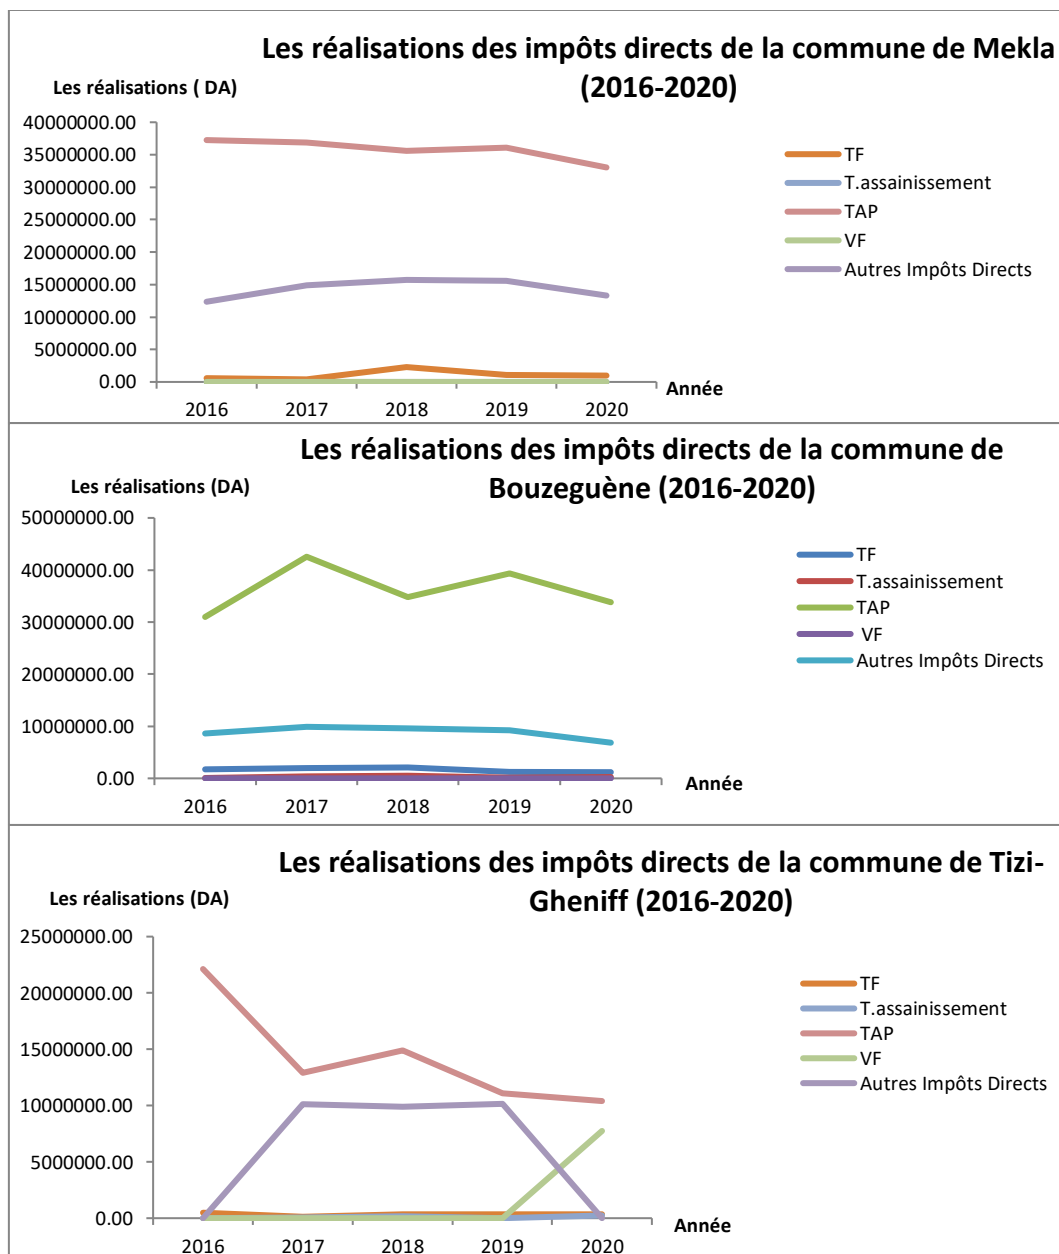 Les réalisations des impôts directs de la commune de Mekla
(2016-2020)
Les réalisations ( DA)
40000000.00
35000000.00
30000000.00
25000000.00
20000000.00
15000000.00
10000000.00
5000000.00
0.00
2016 2017 2018 2019 2020
Année
TF
T.assainissement
TAP
VF
Autres Impôts Directs
Les réalisations des impôts directs de la commune de
Bouzeguène (2016-2020)
Les réalisations (DA)
50000000.00
40000000.00
30000000.00
20000000.00
10000000.00
0.00
2016 2017 2018 2019 2020
Année
TF
T.assainissement
TAP
VF
Autres Impôts Directs
Les réalisations des impôts directs de la commune de Tizi-
Gheniff (2016-2020)
Les réalisations (DA)
25000000.00
20000000.00
15000000.00
10000000.00
5000000.00
0.00
2016 2017 2018 2019 2020
Année
TF
T.assainissement
TAP
VF
Autres Impôts Directs